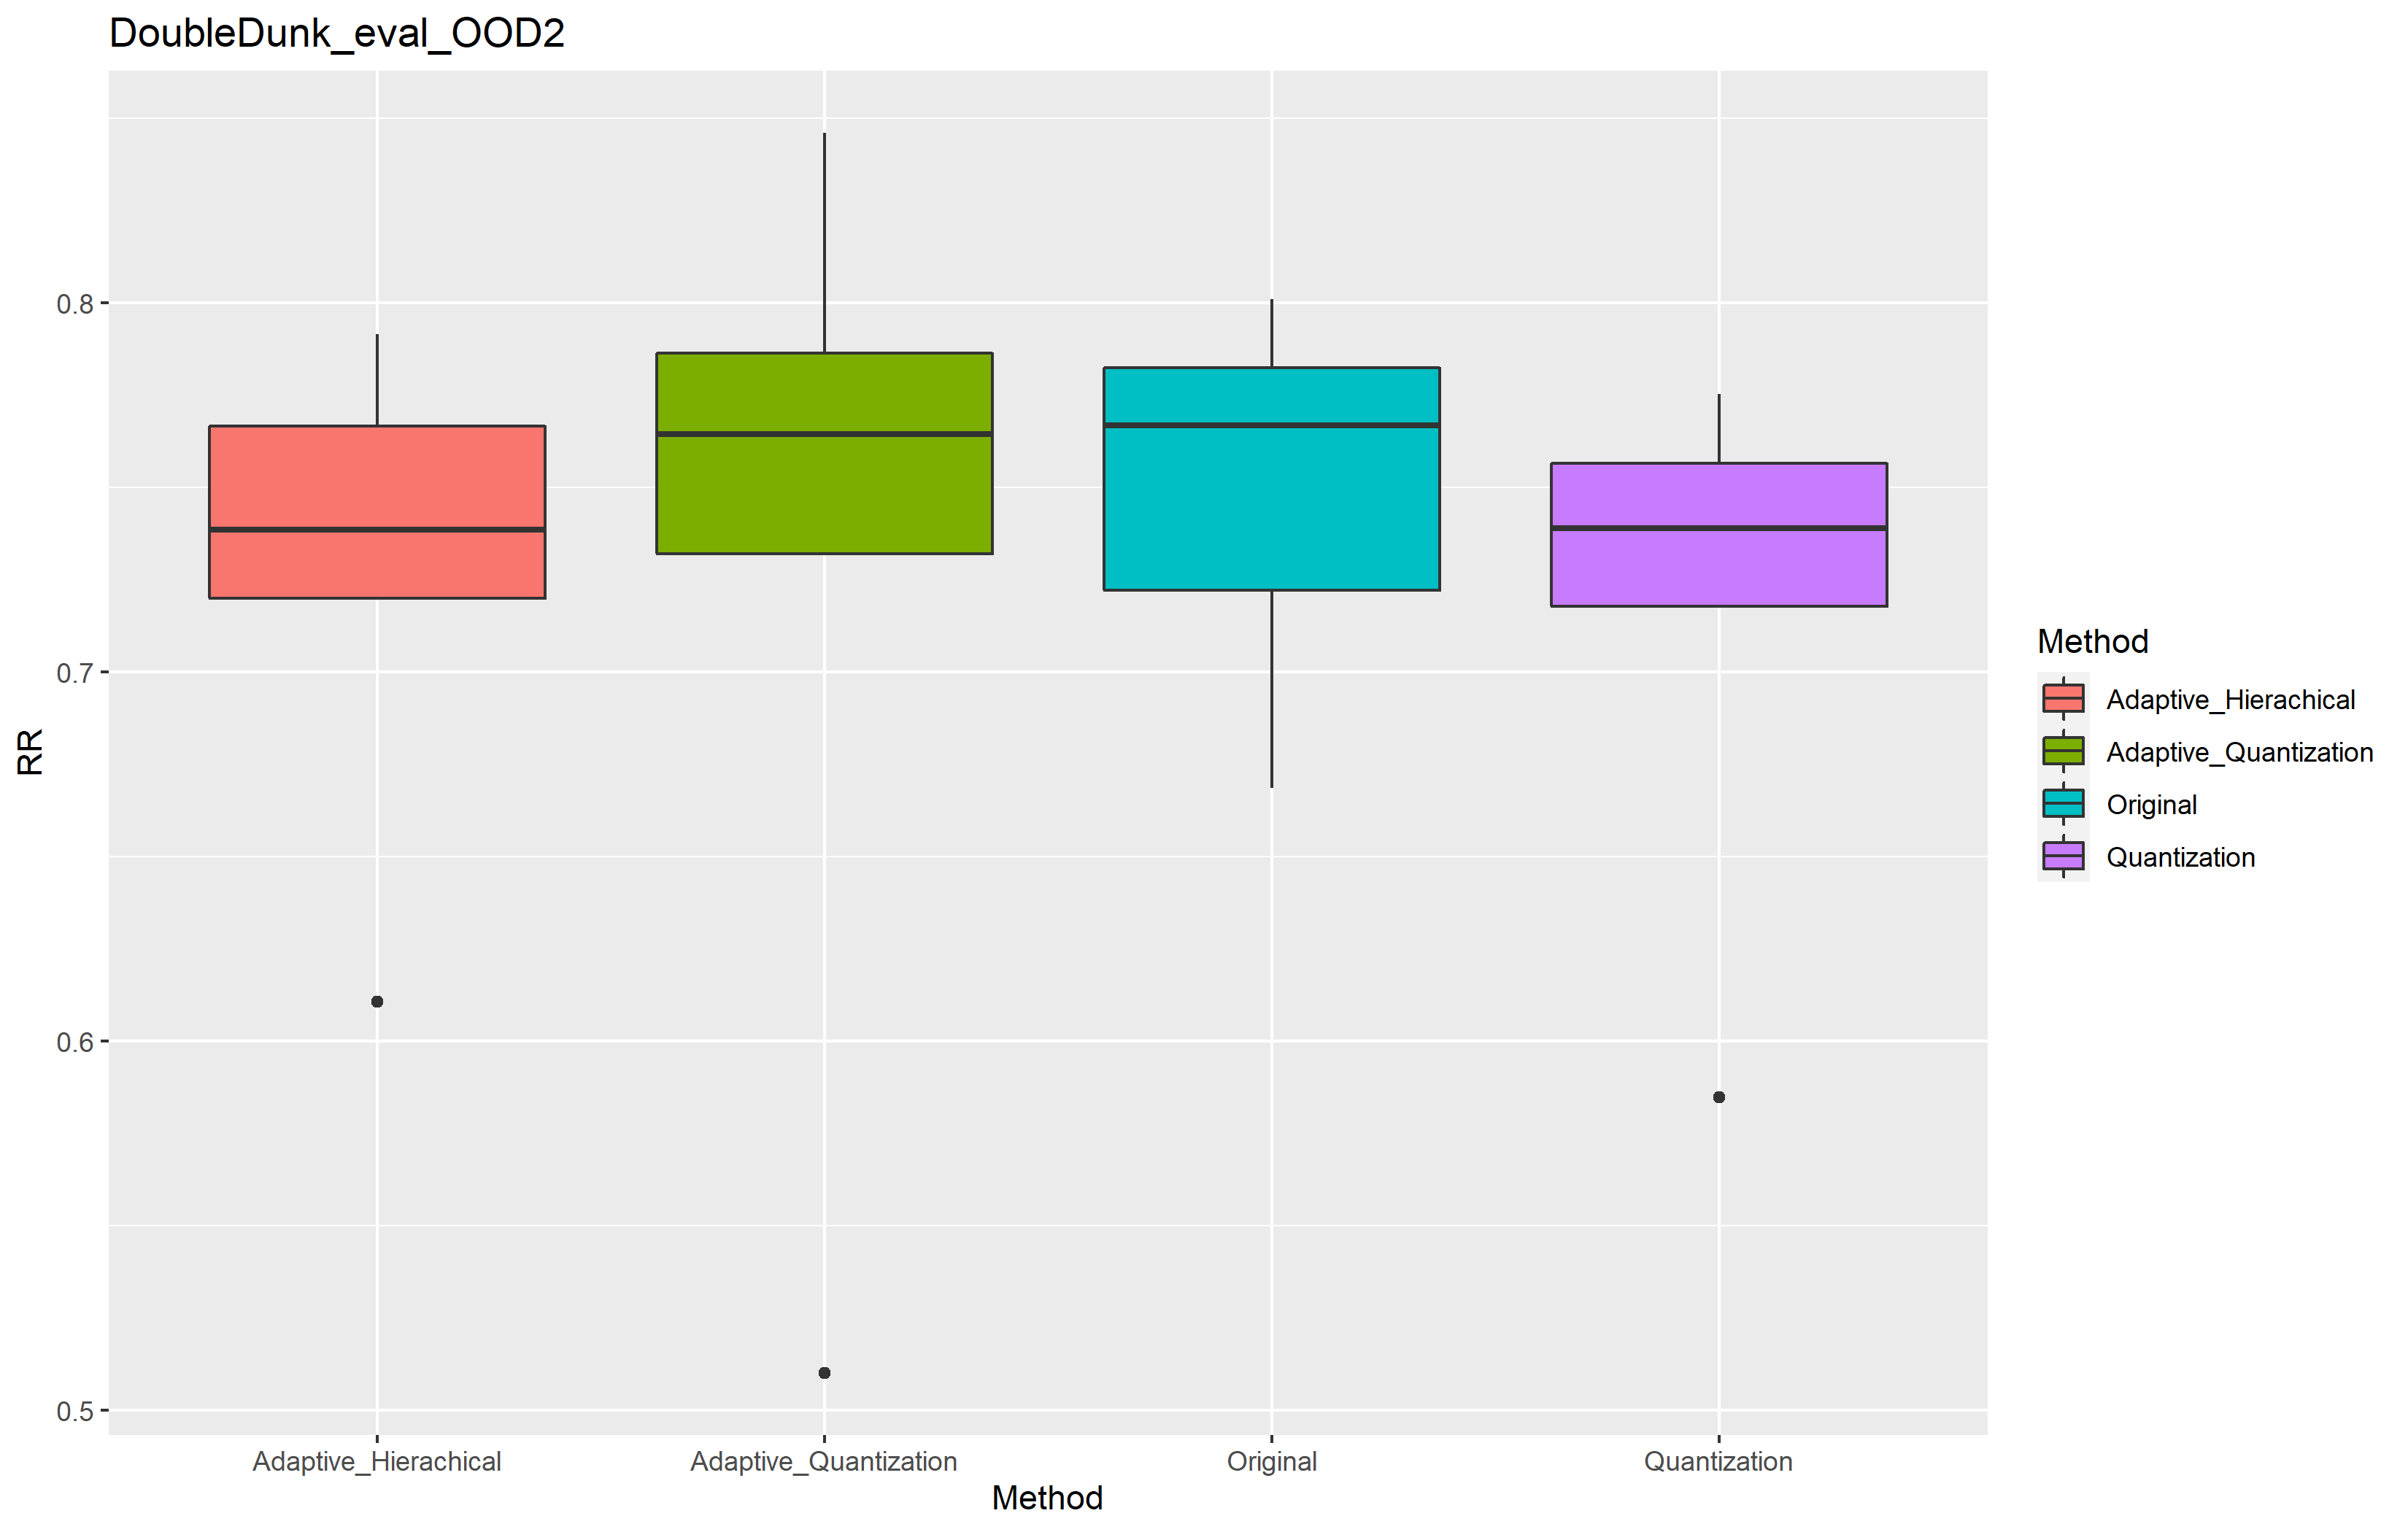 DoubleDunk_eval_OOD2
RR
0.8
0.7
0.6
0.5
Adaptive_Hierachical
Adaptive_Quantization
Original
Quantization
Method
Method
Adaptive_Hierachical
Adaptive_Quantization
Original
Quantization